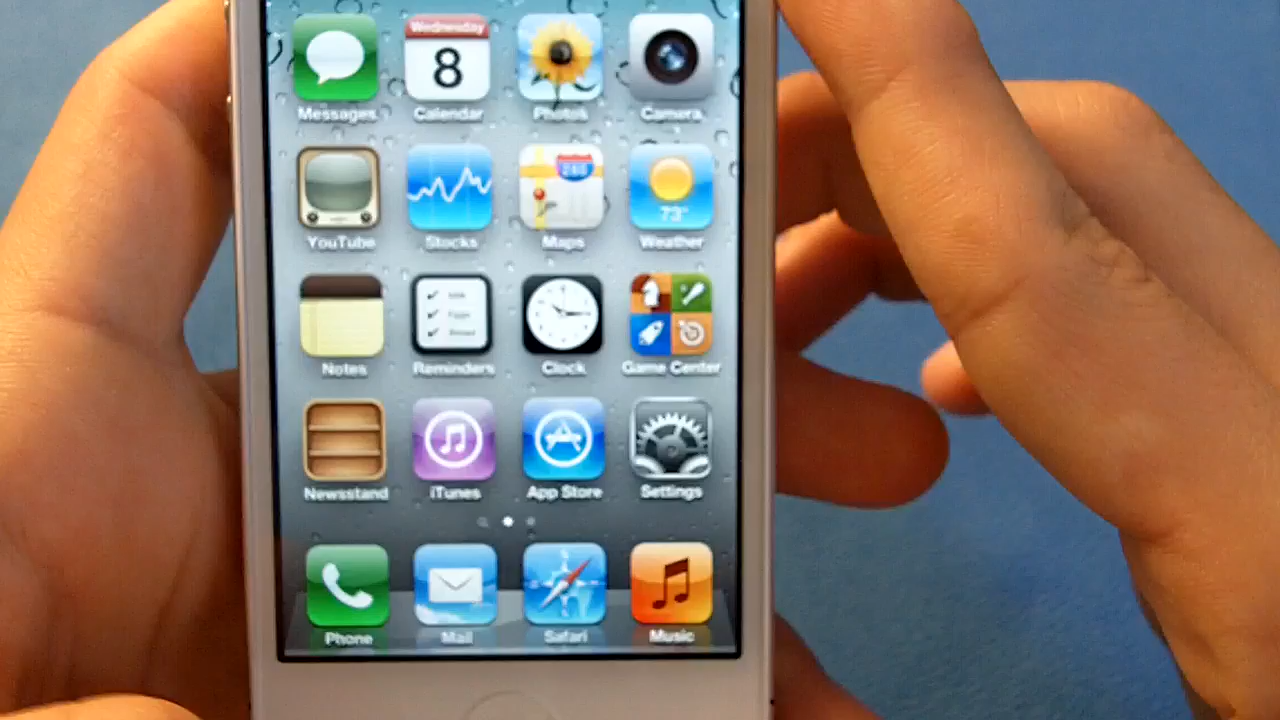 Wednesday
8
Messages Calendar Photos Camera
280
73°
YouTube Stocks Maps Weather
Notes Reminders Clock Game Center
Newsstand iTunes App Store Settings
Phone Mail Safari Music